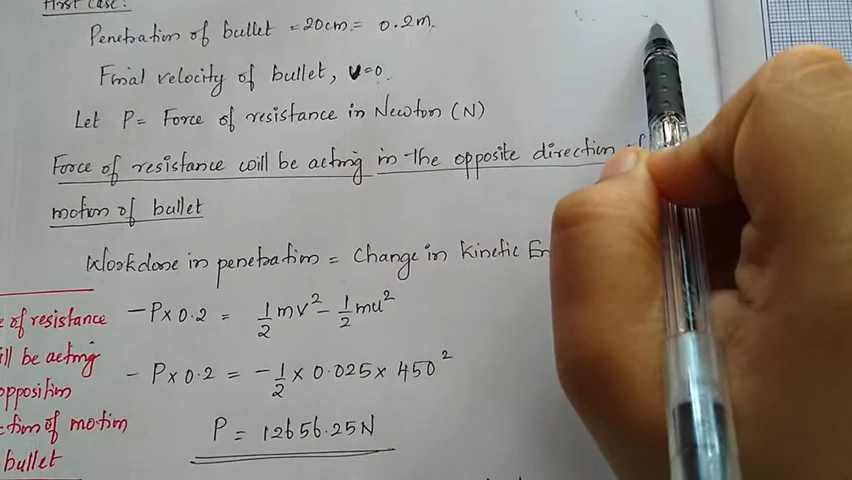 First case:
Penetration of bullet = 20cm = 0.2m.
Final velocity of bullet, v=0.
Let P = Force of resistance in Newton (N)
Force of resistance will be acting in the opposite direction of
motion of bullet
Workdone in penetration = Change in Kinetic
-P×0.2 = 1/2 mv² - 1/2 mu²
- P×0.2 = -1/2 × 0.025 × 450²
P = 12656.25N
of resistance
be acting
opposition
of motion
bullet